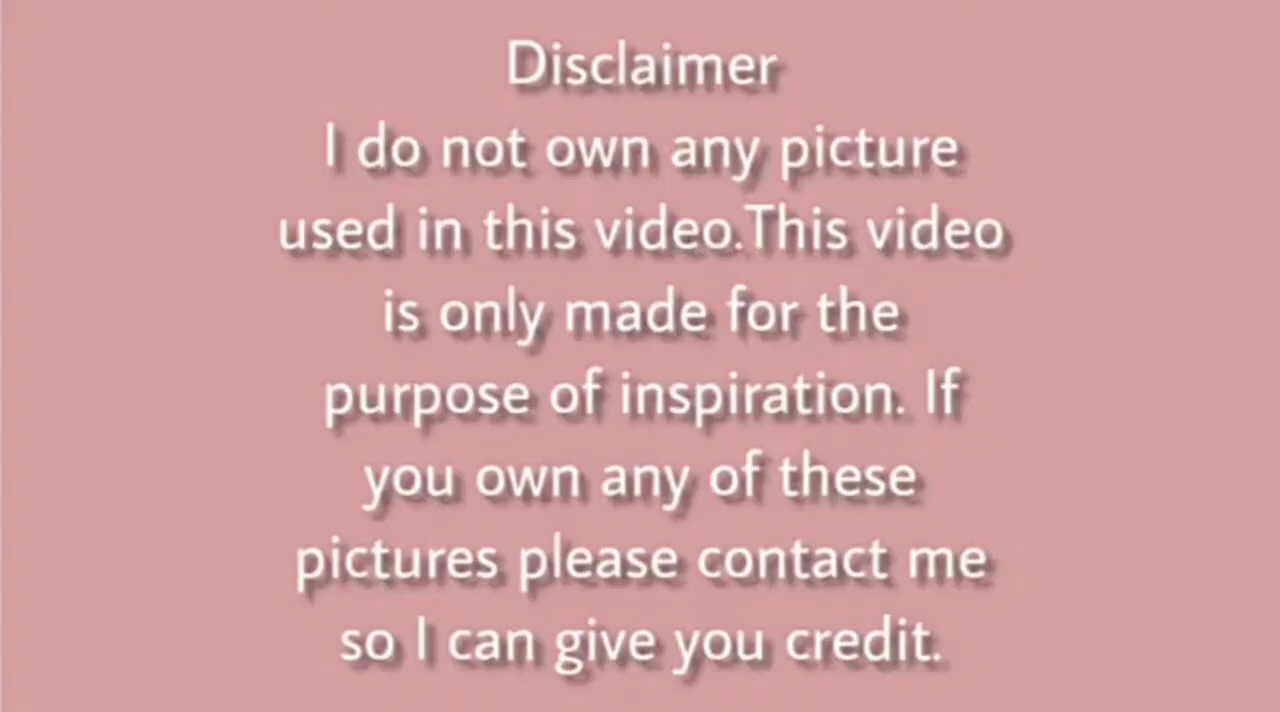 Disclaimer
I do not own any picture
used in this video.This video
is only made for the
purpose of inspiration. If
you own any of these
pictures please contact me
so I can give you credit.